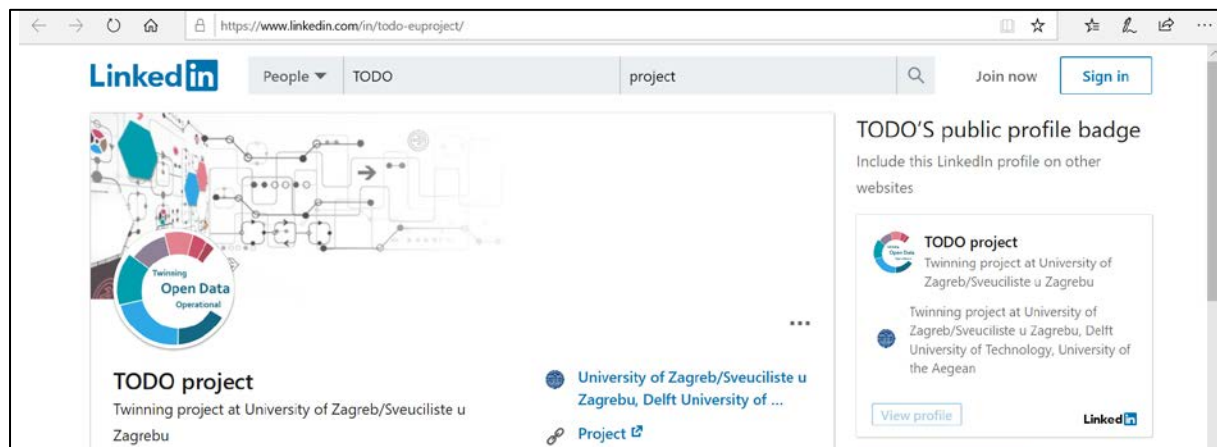 https://www.linkedin.com/in/todo-euproject/
Linked in
People
TODO
project
Join now
Sign in
Twinning
Open Data
Operational
TODO project
Twinning project at University of Zagreb/Sveuciliste u
Zagrebu
University of Zagreb/Sveuciliste u
Zagrebu, Delft University of ...
Project
TODO'S public profile badge
Include this LinkedIn profile on other
websites
Open Data
TODO project
Twinning project at University of
Zagreb/Sveuciliste u Zagrebu
Twinning project at University of
Zagreb/Sveuciliste u Zagrebu, Delft
University of Technology, University of
the Aegean
View profile
Linked in